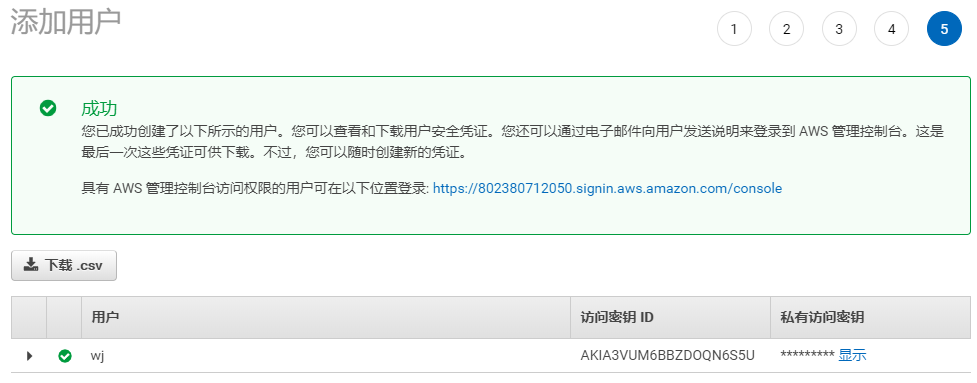 添加用户
1 2 3 4 5
成功
您已成功创建了以下所示的用户。您可以查看和下载用户安全凭证。您还可以通过电子邮件向用户发送说明来登录到 AWS 管理控制台。这是
最后一次这些凭证可供下载。不过，您可以随时创建新的凭证。
具有 AWS 管理控制台访问权限的用户可在以下位置登录: https://802380712050.signin.aws.amazon.com/console
下载 .csv
用户 访问密钥 ID 私有访问密钥
wj AKIA3VUM6BBZDOQN6S5U ********* 显示